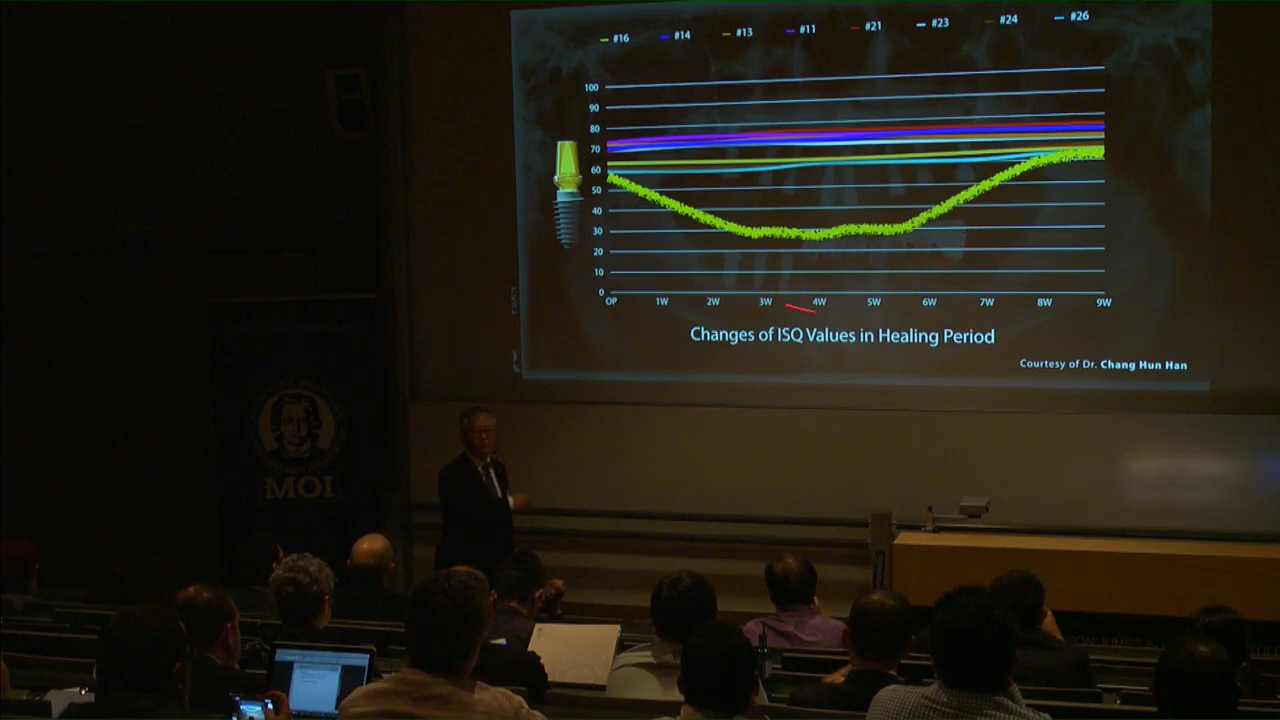 #16 #14 #13 #11 #21 #23 #24 #26
100
90
80
70
60
50
40
30
20
10
0
OP 1W 2W 3W 4W 5W 6W 7W 8W 9W
Changes of ISQ Values in Healing Period
Courtesy of Dr. Chang Hun Han
MOI